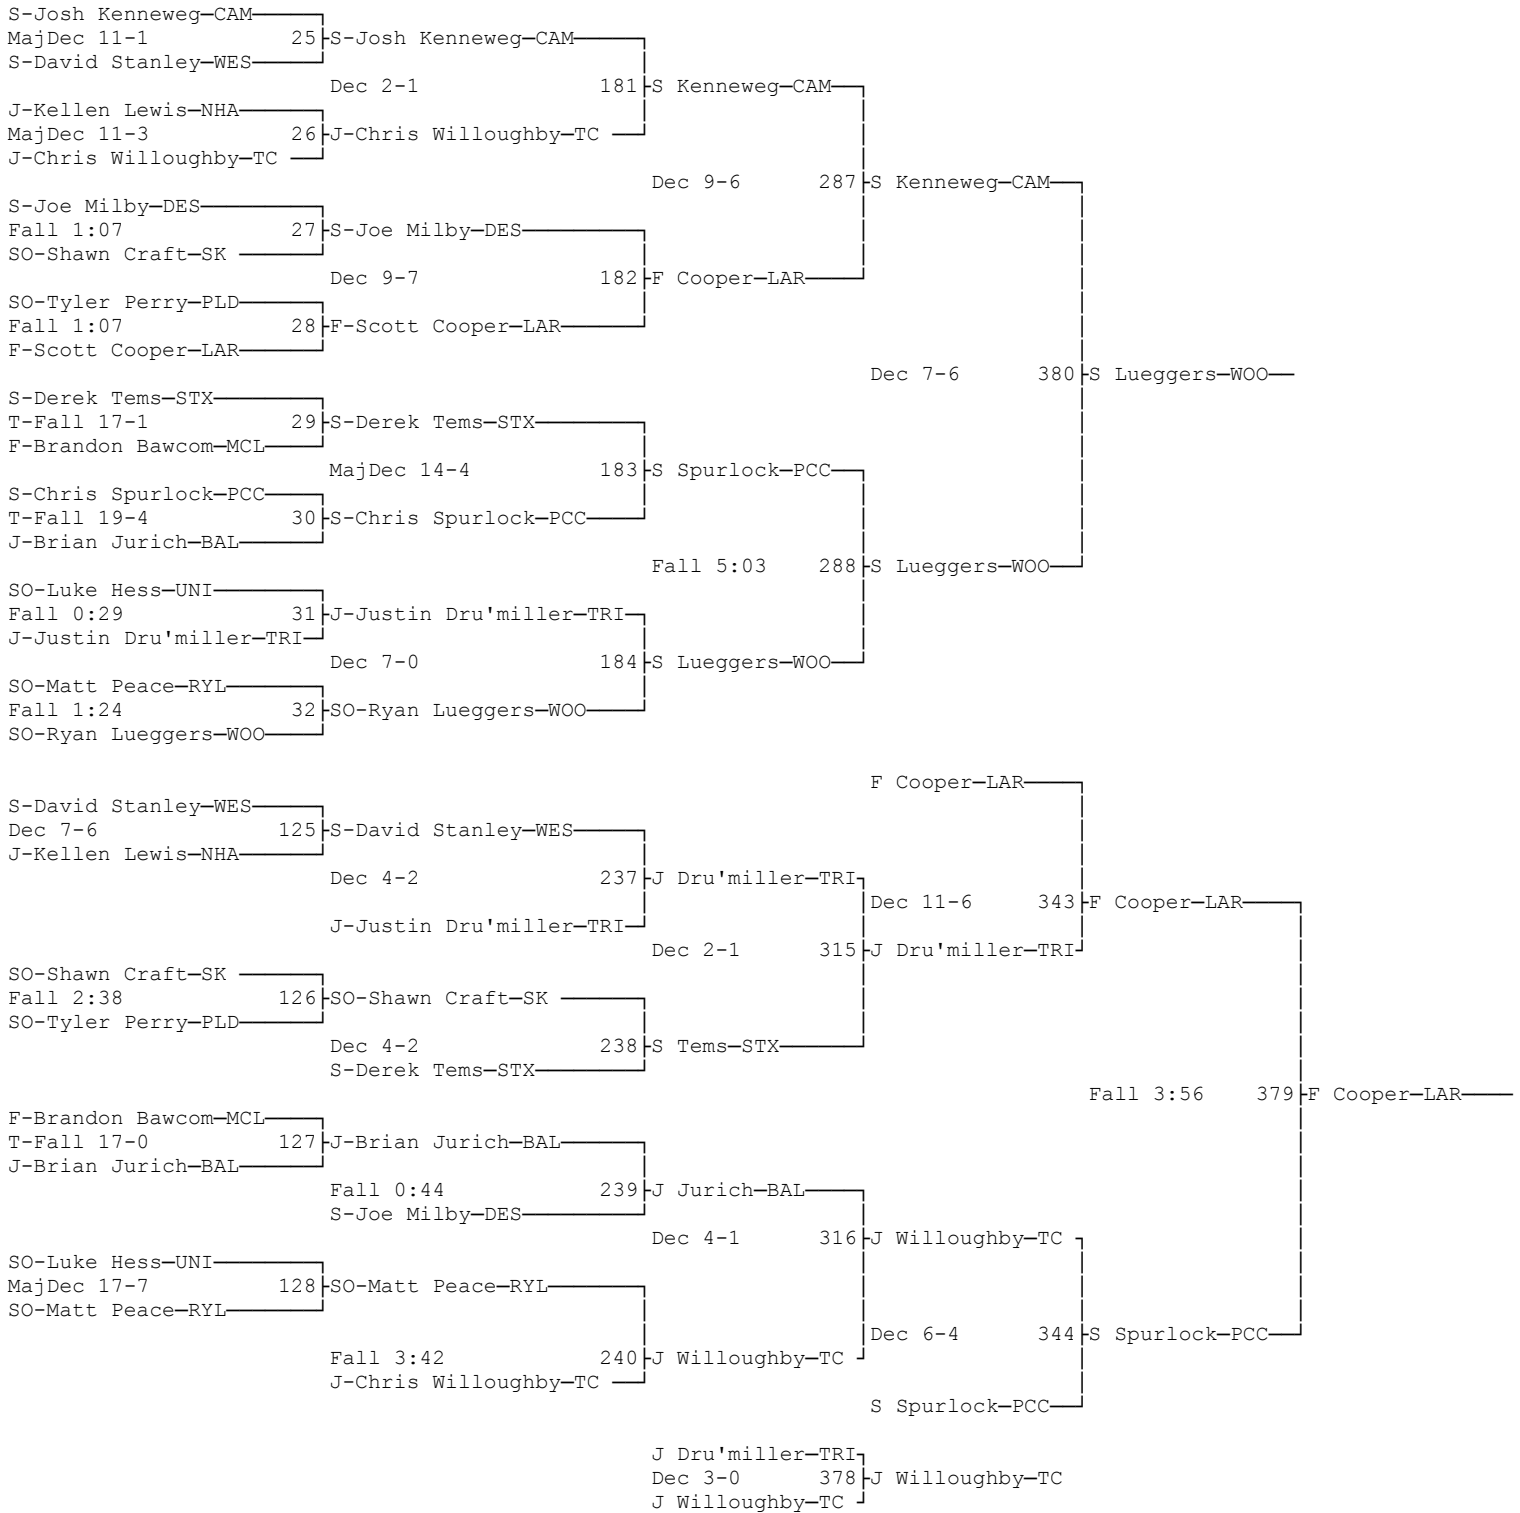 S-Josh Kenneweg—CAM
MajDec 11-1 25 S-Josh Kenneweg—CAM
S-David Stanley—WES
Dec 2-1 181 S Kenneweg—CAM
J-Kellen Lewis—NHA
MajDec 11-3 26 J-Chris Willoughby—TC
J-Chris Willoughby—TC
Dec 9-6 287 S Kenneweg—CAM
S-Joe Milby—DES
Fall 1:07 27 S-Joe Milby—DES
SO-Shawn Craft—SK
Dec 9-7 182 F Cooper—LAR
SO-Tyler Perry—PLD
Fall 1:07 28 F-Scott Cooper—LAR
F-Scott Cooper—LAR
Dec 7-6 380 S Lueggers—WOO
S-Derek Tems—STX
T-Fall 17-1 29 S-Derek Tems—STX
F-Brandon Bawcom—MCL
MajDec 14-4 183 S Spurlock—PCC
S-Chris Spurlock—PCC
T-Fall 19-4 30 S-Chris Spurlock—PCC
J-Brian Jurich—BAL
Fall 5:03 288 S Lueggers—WOO
SO-Luke Hess—UNI
Fall 0:29 31 J-Justin Dru'miller—TRI
J-Justin Dru'miller—TRI
Dec 7-0 184 S Lueggers—WOO
SO-Matt Peace—RYL
Fall 1:24 32 SO-Ryan Lueggers—WOO
SO-Ryan Lueggers—WOO
F Cooper—LAR
S-David Stanley—WES
Dec 7-6 125 S-David Stanley—WES
J-Kellen Lewis—NHA
Dec 4-2 237 J Dru'miller—TRI
Dec 11-6 343 F Cooper—LAR
J-Justin Dru'miller—TRI
Dec 2-1 315 J Dru'miller—TRI
SO-Shawn Craft—SK
Fall 2:38 126 SO-Shawn Craft—SK
SO-Tyler Perry—PLD
Dec 4-2 238 S Tems—STX
S-Derek Tems—STX
Fall 3:56 379 F Cooper—LAR
F-Brandon Bawcom—MCL
T-Fall 17-0 127 J-Brian Jurich—BAL
J-Brian Jurich—BAL
Fall 0:44 239 J Jurich—BAL
S-Joe Milby—DES
Dec 4-1 316 J Willoughby—TC
SO-Luke Hess—UNI
MajDec 17-7 128 SO-Matt Peace—RYL
SO-Matt Peace—RYL
Dec 6-4 344 S Spurlock—PCC
Fall 3:42 240 J Willoughby—TC
J-Chris Willoughby—TC
S Spurlock—PCC
J Dru'miller—TRI
Dec 3-0 378 J Willoughby—TC
J Willoughby—TC